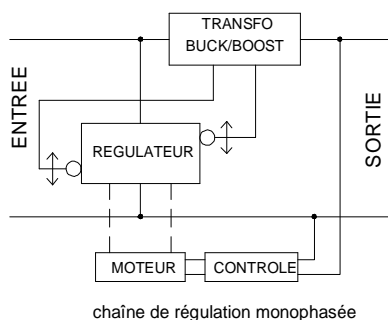 TRANSFO
BUCK/BOOST
ENTREE
REGULATEUR
SORTIE
MOTEUR
CONTROLE
chaîne de régulation monophasée